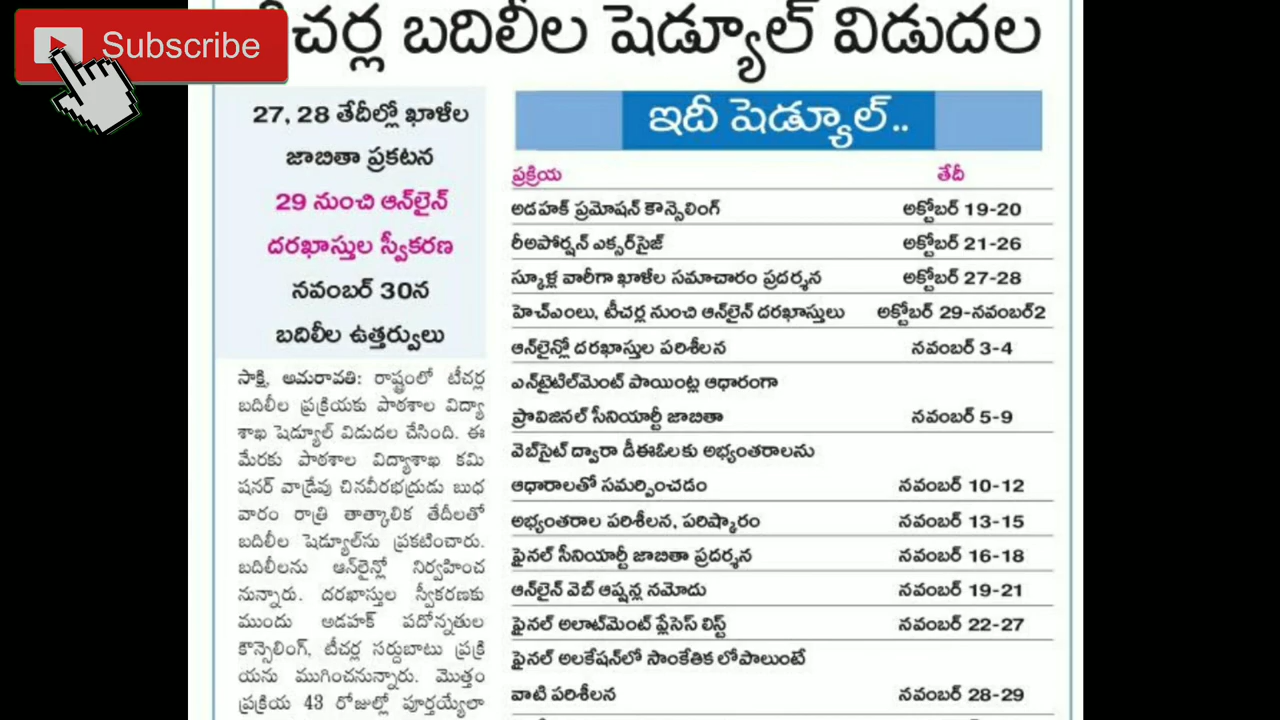 Subscribe
టీచర్ల బదిలీల షెడ్యూల్ విడుదల
27, 28 తేదీల్లో ఖాళీల
జాబితా ప్రకటన
29 నుంచి ఆన్‌లైన్
దరఖాస్తుల స్వీకరణ
నవంబర్ 30న
బదిలీల ఉత్తర్వులు
సాక్షి, అమరావతి: రాష్ట్రంలో టీచర్ల
బదిలీల ప్రక్రియకు పాఠశాల విద్యా
శాఖ షెడ్యూల్ విడుదల చేసింది. ఈ
మేరకు పాఠశాల విద్యాశాఖ కమి
షనర్ వాడ్రేవు చినవీరభద్రుడు బుధ
వారం రాత్రి తాత్కాలిక తేదీలతో
బదిలీల షెడ్యూల్‌ను ప్రకటించారు.
బదిలీలను ఆన్‌లైన్లో నిర్వహించ
నున్నారు. దరఖాస్తుల స్వీకరణకు
ముందు అడహక్ పదోన్నతుల
కౌన్సెలింగ్, టీచర్ల సర్దుబాటు ప్రక్రి
యను ముగించనున్నారు. మొత్తం
ప్రక్రియ 43 రోజుల్లో పూర్తయ్యేలా
ఇదీ షెడ్యూల్..
ప్రక్రియ తేదీ
అడహక్ ప్రమోషన్ కౌన్సెలింగ్ అక్టోబర్ 19-20
రీఅపోర్షన్ ఎక్సర్‌సైజ్ అక్టోబర్ 21-26
స్కూళ్ల వారీగా ఖాళీల సమాచారం ప్రదర్శన అక్టోబర్ 27-28
హెచ్ఎంలు, టీచర్ల నుంచి ఆన్‌లైన్ దరఖాస్తులు అక్టోబర్ 29-నవంబర్2
ఆన్‌లైన్లో దరఖాస్తుల పరిశీలన నవంబర్ 3-4
ఎన్‌టైటిల్‌మెంట్ పాయింట్ల ఆధారంగా
ప్రొవిజినల్ సీనియార్టీ జాబితా నవంబర్ 5-9
వెబ్‌సైట్ ద్వారా డీఈఓలకు అభ్యంతరాలను
ఆధారాలతో సమర్పించడం నవంబర్ 10-12
అభ్యంతరాల పరిశీలన, పరిష్కారం నవంబర్ 13-15
ఫైనల్ సీనియార్టీ జాబితా ప్రదర్శన నవంబర్ 16-18
ఆన్‌లైన్ వెబ్ ఆప్షన్ల నమోదు నవంబర్ 19-21
ఫైనల్ అలాట్‌మెంట్ ప్లేసెస్ లిస్ట్ నవంబర్ 22-27
ఫైనల్ అలకేషన్‌లో సాంకేతిక లోపాలుంటే
వాటి పరిశీలన నవంబర్ 28-29